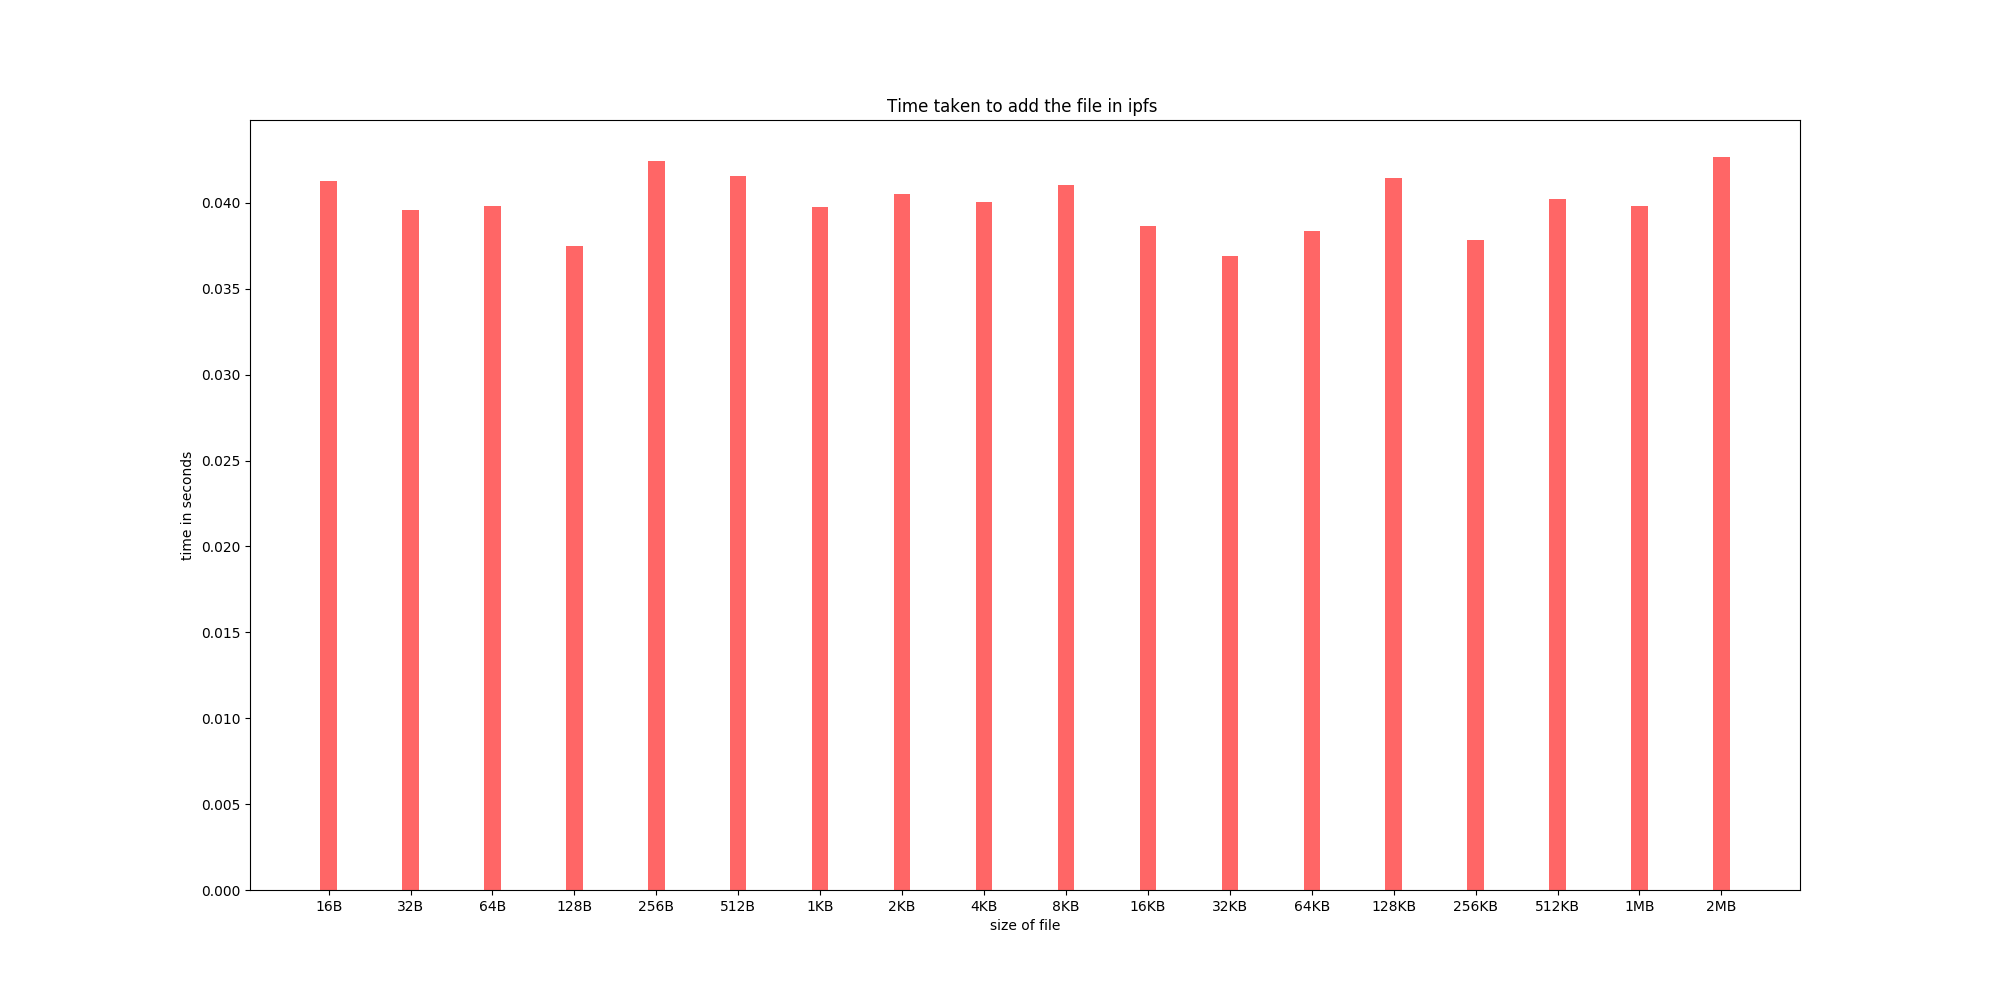 Time taken to add the file in ipfs
0.040
0.035
0.030
0.025
0.020
0.015
0.010
0.005
0.000
time in seconds
16B 32B 64B 128B 256B 512B 1KB 2KB 4KB 8KB 16KB 32KB 64KB 128KB 256KB 512KB 1MB 2MB
size of file